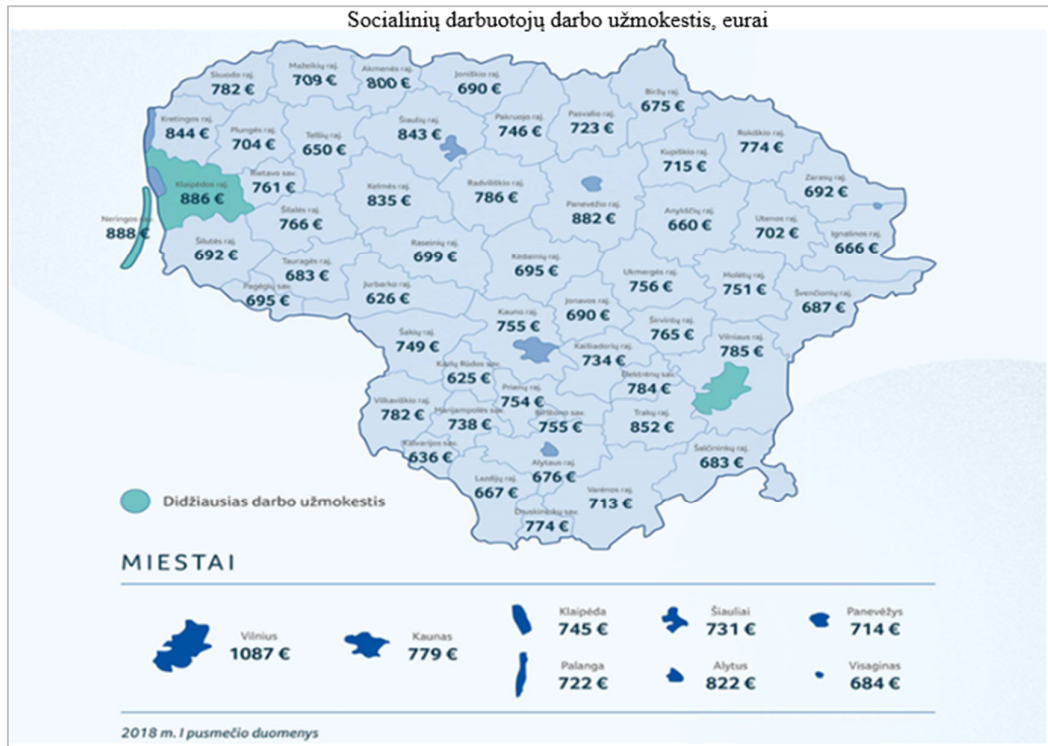 Socialinių darbuotojų darbo užmokestis, eurai
Skuodo raj.
782 €
Mažeikių raj.
709 €
Akmenės raj.
800 €
Joniškio raj.
690 €
Biržų raj.
675 €
Kretingos raj.
844 €
Plungės raj.
704 €
Telšių raj.
650 €
Šiaulių raj.
843 €
Pakruojo raj.
746 €
Pasvalio raj.
723 €
Rokiškio raj.
774 €
Kupiškio raj.
715 €
Klaipėdos raj.
886 €
Rietavo sav.
761 €
Kelmės raj.
835 €
Radviliškio raj.
786 €
Panevėžio raj.
882 €
Zarasų raj.
692 €
Neringos sav.
888 €
Šilalės raj.
766 €
Anykščių raj.
660 €
Utenos raj.
702 €
Ignalinos raj.
666 €
Šilutės raj.
692 €
Tauragės raj.
683 €
Raseinių raj.
699 €
Kėdainių raj.
695 €
Ukmergės raj.
756 €
Molėtų raj.
751 €
Švenčionių raj.
687 €
Pagėgių sav.
695 €
Jurbarko raj.
626 €
Kauno raj.
755 €
Jonavos raj.
690 €
Širvintų raj.
765 €
Vilniaus raj.
785 €
Šakių raj.
749 €
Kaišiadorių raj.
734 €
Kazlų Rūdos sav.
625 €
Prienų raj.
754 €
Elektrėnų sav.
784 €
Vilkaviškio raj.
782 €
Marijampolės sav.
738 €
Birštono sav.
755 €
Trakų raj.
852 €
Kalvarijos sav.
636 €
Alytaus raj.
676 €
Šalčininkų raj.
683 €
Lazdijų raj.
667 €
Varėnos raj.
713 €
Druskininkų sav.
774 €
Didžiausias darbo užmokestis
MIESTAI
Vilnius
1087 €
Kaunas
779 €
Klaipėda
745 €
Šiauliai
731 €
Panevėžys
714 €
Palanga
722 €
Alytus
822 €
Visaginas
684 €
2018 m. I pusmečio duomenys